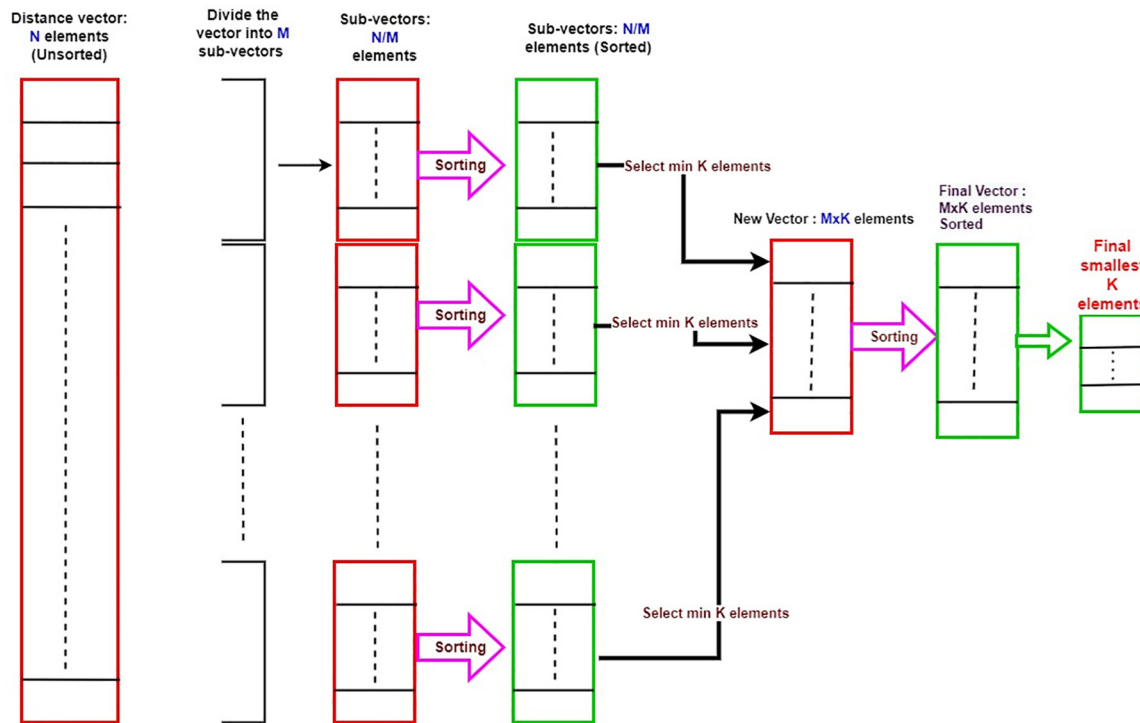 Distance vector:
N elements
(Unsorted)
Divide the
vector into M
sub-vectors
Sub-vectors:
N/M
elements
Sub-vectors: N/M
elements (Sorted)
Sorting
Select min K elements
Sorting
Select min K elements
New Vector : MxK elements
Final Vector :
MxK elements
Sorted
Final
smallest
K
elements
Sorting
Sorting
Select min K elements